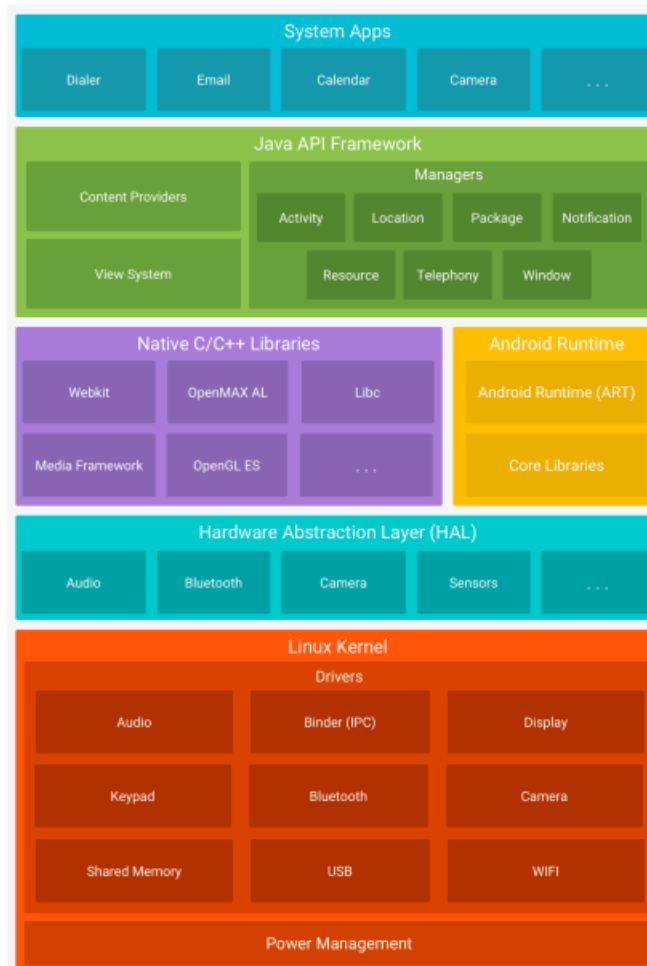 System Apps
Dialer
Email
Calendar
Camera
. . .
Java API Framework
Content Providers
View System
Managers
Activity
Location
Package
Notification
Resource
Telephony
Window
Native C/C++ Libraries
Webkit
OpenMAX AL
Libc
Media Framework
OpenGL ES
. . .
Android Runtime
Android Runtime (ART)
Core Libraries
Hardware Abstraction Layer (HAL)
Audio
Bluetooth
Camera
Sensors
. . .
Linux Kernel
Drivers
Audio
Binder (IPC)
Display
Keypad
Bluetooth
Camera
Shared Memory
USB
WIFI
Power Management